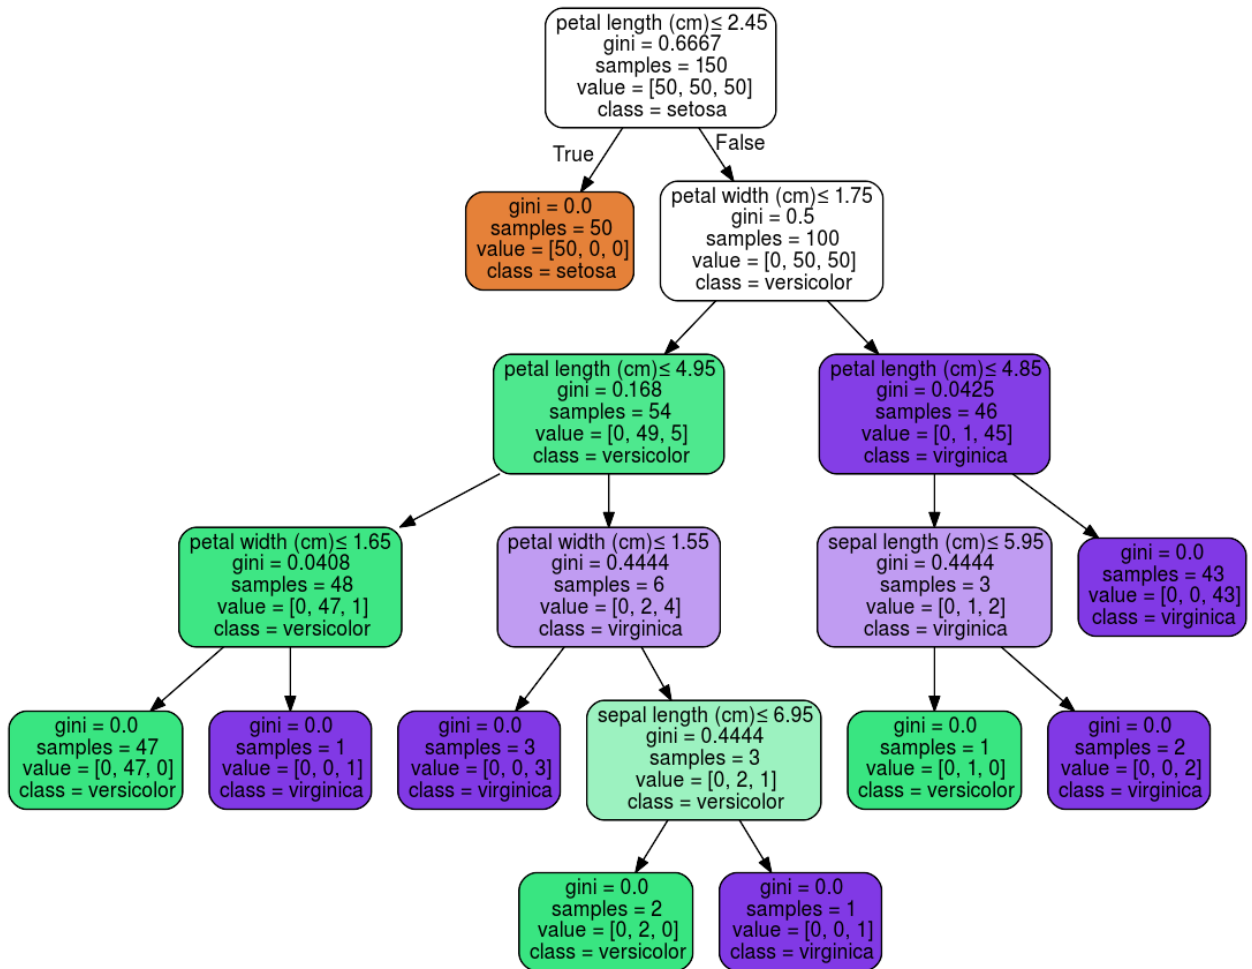 petal length (cm)≤ 2.45
gini = 0.6667
samples = 150
value = [50, 50, 50]
class = setosa
True
False
gini = 0.0
samples = 50
value = [50, 0, 0]
class = setosa
petal width (cm)≤ 1.75
gini = 0.5
samples = 100
value = [0, 50, 50]
class = versicolor
petal length (cm)≤ 4.95
gini = 0.168
samples = 54
value = [0, 49, 5]
class = versicolor
petal length (cm)≤ 4.85
gini = 0.0425
samples = 46
value = [0, 1, 45]
class = virginica
petal width (cm)≤ 1.65
gini = 0.0408
samples = 48
value = [0, 47, 1]
class = versicolor
petal width (cm)≤ 1.55
gini = 0.4444
samples = 6
value = [0, 2, 4]
class = virginica
sepal length (cm)≤ 5.95
gini = 0.4444
samples = 3
value = [0, 1, 2]
class = virginica
gini = 0.0
samples = 43
value = [0, 0, 43]
class = virginica
gini = 0.0
samples = 47
value = [0, 47, 0]
class = versicolor
gini = 0.0
samples = 1
value = [0, 0, 1]
class = virginica
gini = 0.0
samples = 3
value = [0, 0, 3]
class = virginica
sepal length (cm)≤ 6.95
gini = 0.4444
samples = 3
value = [0, 2, 1]
class = versicolor
gini = 0.0
samples = 1
value = [0, 1, 0]
class = versicolor
gini = 0.0
samples = 2
value = [0, 0, 2]
class = virginica
gini = 0.0
samples = 2
value = [0, 2, 0]
class = versicolor
gini = 0.0
samples = 1
value = [0, 0, 1]
class = virginica